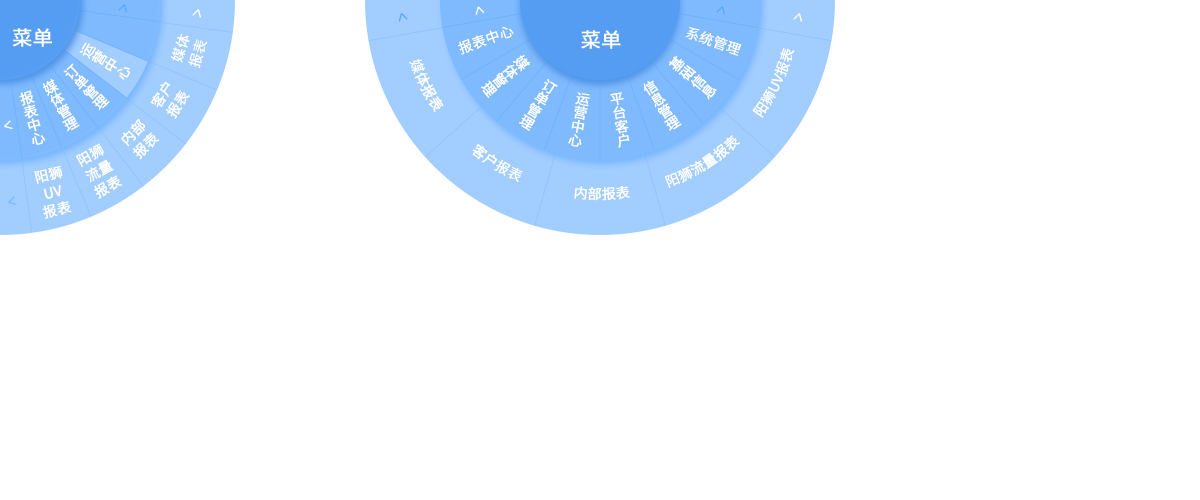 菜单
运营中心
订单管理
媒体管理
报表中心
<
>
>
媒体
报表
客户
报表
内部
报表
阳狮
流量
报表
阳狮
UV
报表
<
菜单
>
报表中心
媒体管理
订单管理
运营中心
平台客户
信息管理
基础信息
系统管理
>
>
媒体报表
客户报表
内部报表
阳狮流量报表
阳狮UV报表
>